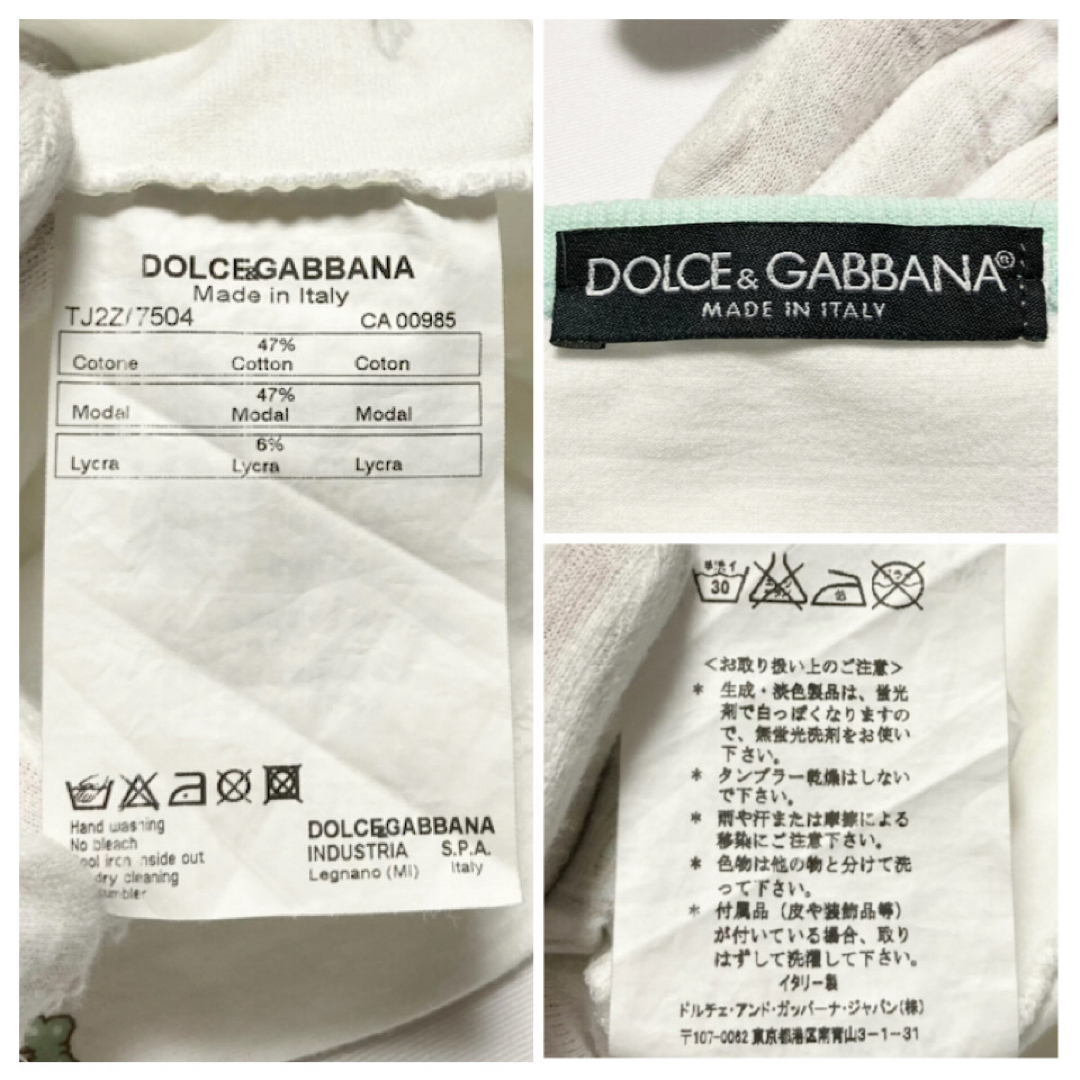 DOLCE&GABBANA
Made in Italy
TJ2Z/7504 CA 00985
47%
Cotone Cotton Coton
47%
Modal Modal Modal
6%
Lycra Lycra Lycra
Hand washing
No bleach
ool iron inside out
dry cleaning
umbler
DOLCE&GABBANA
INDUSTRIA S.P.A.
Legnano (MI) Italy
DOLCE & GABBANA®
MADE IN ITALY
30
<お取り扱い上のご注意>
* 生成・淡色製品は、蛍光
剤で白っぽくなりますの
で、無蛍光洗剤をお使い
下さい。
* タンブラー乾燥はしない
で下さい。
* 雨や汗または摩擦による
移染にご注意下さい。
* 色物は他の物と分けて洗
って下さい。
* 付属品(皮や装飾品等)
が付いている場合、取り
はずして洗濯して下さい。
イタリー製
ドルチェ・アンド・ガッバーナ・ジャパン(株)
〒107-0062 東京都港区南青山3-1-31